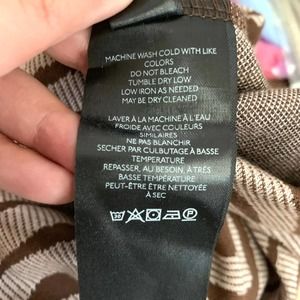 MACHINE WASH COLD WITH LIKE
COLORS
DO NOT BLEACH
TUMBLE DRY LOW
LOW IRON AS NEEDED
MAY BE DRY CLEANED
LAVER À LA MACHINE À L'EAU
FROIDE AVEC COULEURS
SIMILAIRES
NE PAS BLANCHIR
SECHER PAR CULBUTAGE À BASSE
TEMPERATURE
REPASSER, AU BESOIN, À TRÈS
BASSE TEMPÉRATURE
PEUT-ÊTRE ÊTRE NETTOYÉE
À SEC